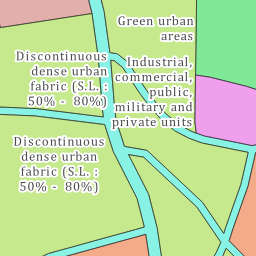 Green urban
areas
Discontinuous
dense urban
fabric (S.L. :
50% - 80%)
Industrial,
commercial,
public,
military and
private units
Discontinuous
dense urban
fabric (S.L. :
50% - 80%)